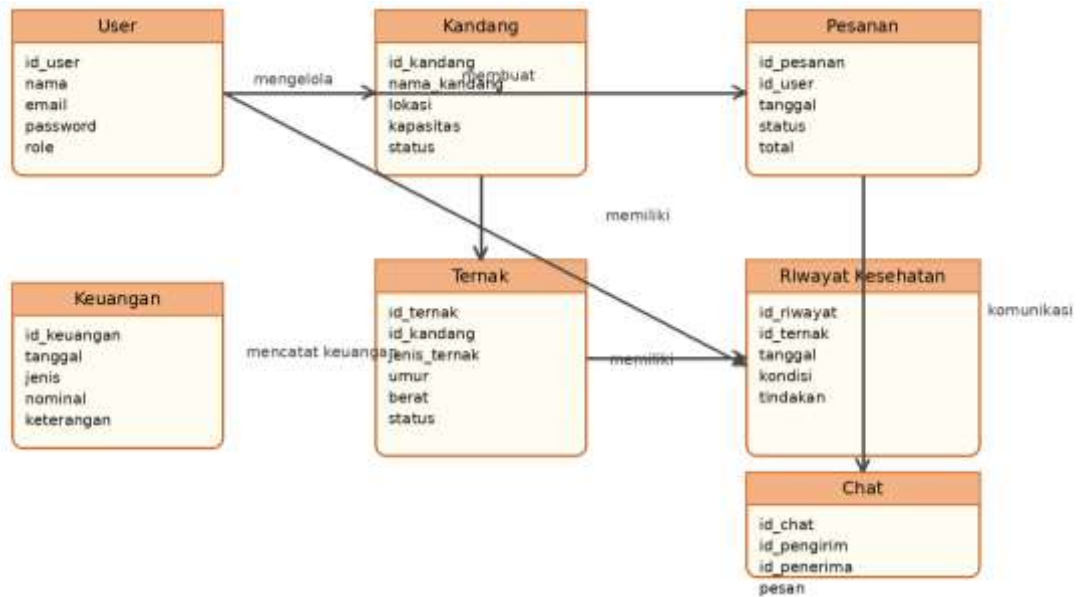 User
id_user
nama
email
password
role
mengelola
Kandang
id_kandang
nama_kandang
lokasi
kapasitas
status
membuat
Pesanan
id_pesanan
id_user
tanggal
status
total
memiliki
Keuangan
id_keuangan
tanggal
jenis
nominal
keterangan
mencatat keuangan
Ternak
id_ternak
id_kandang
jenis_ternak
umur
berat
status
memiliki
Riwayat Kesehatan
id_riwayat
id_ternak
tanggal
kondisi
tindakan
komunikasi
Chat
id_chat
id_pengirim
id_penerima
pesan